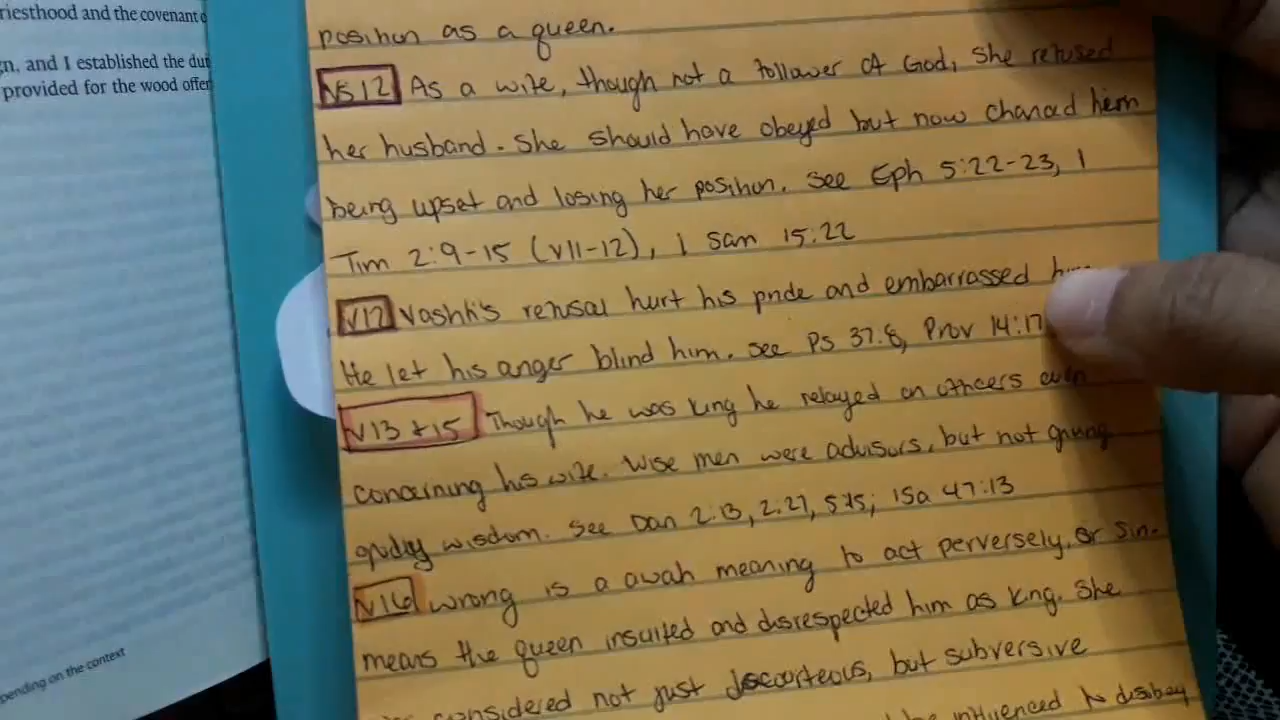 riesthood and the covenant o
n, and I established the dut
provided for the wood offer
pending on the context
position as a queen.
VS 12 As a wife, though not a follower of God, she refused
her husband. She should have obeyed but now chanced him
being upset and losing her position. See Eph 5:22-23, 1
Tim 2:9-15 (v11-12), 1 Sam 15:22
V12 Vashti's refusal hurt his pride and embarrassed
He let his anger blind him. See Ps 37:8, Prov 14:17
V13 + 15 Though he was king he relayed on others even
concerning his wife. Wise men were advisors, but not giving
godly wisdom. See Dan 2:13, 2:27, 5:15; Isa 47:13
V16 wrong is a awah meaning to act perversely, or sin.
means the queen insulted and disrespected him as king. She
considered not just discourteous, but subversive
influenced to disobey